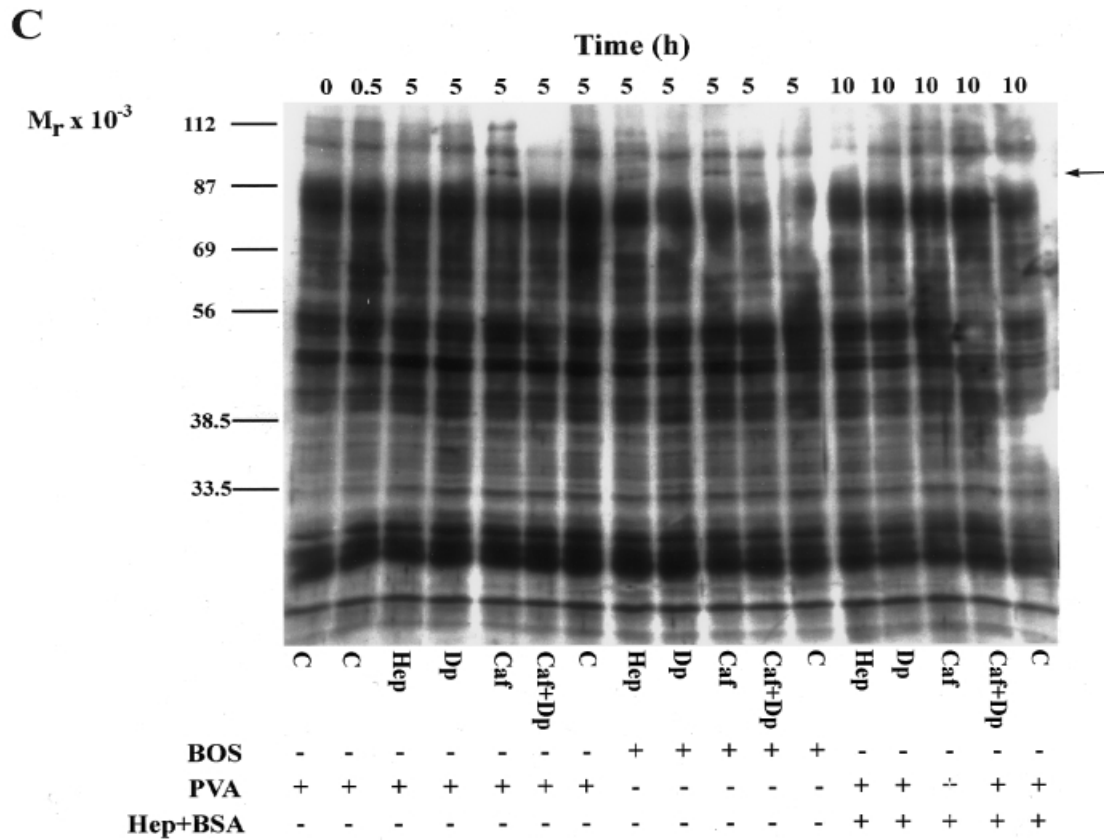 C
Time (h)
0 0.5 5 5 5 5 5 5 5 5 5 5 10 10 10 10 10
Mr x 10-3
112
87
69
56
38.5
33.5
C C Hep Dp Caf Caf+Dp C Hep Dp Caf Caf+Dp C Hep Dp Caf Caf+Dp C
BOS - - - - - - - + + + + + - - - - -
PVA + + + + + + + - - - - - + + + + +
Hep+BSA - - - - - - - - - - - - + + + + +